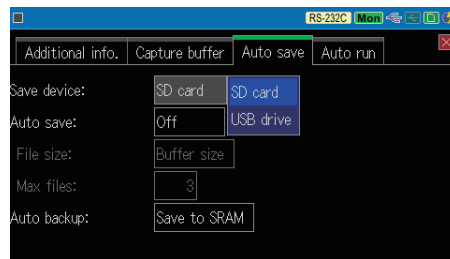 RS-232C Mon
Additional info. Capture buffer Auto save Auto run
Save device: SD card SD card
USB drive
Auto save: Off
File size: Buffer size
Max files: 3
Auto backup: Save to SRAM